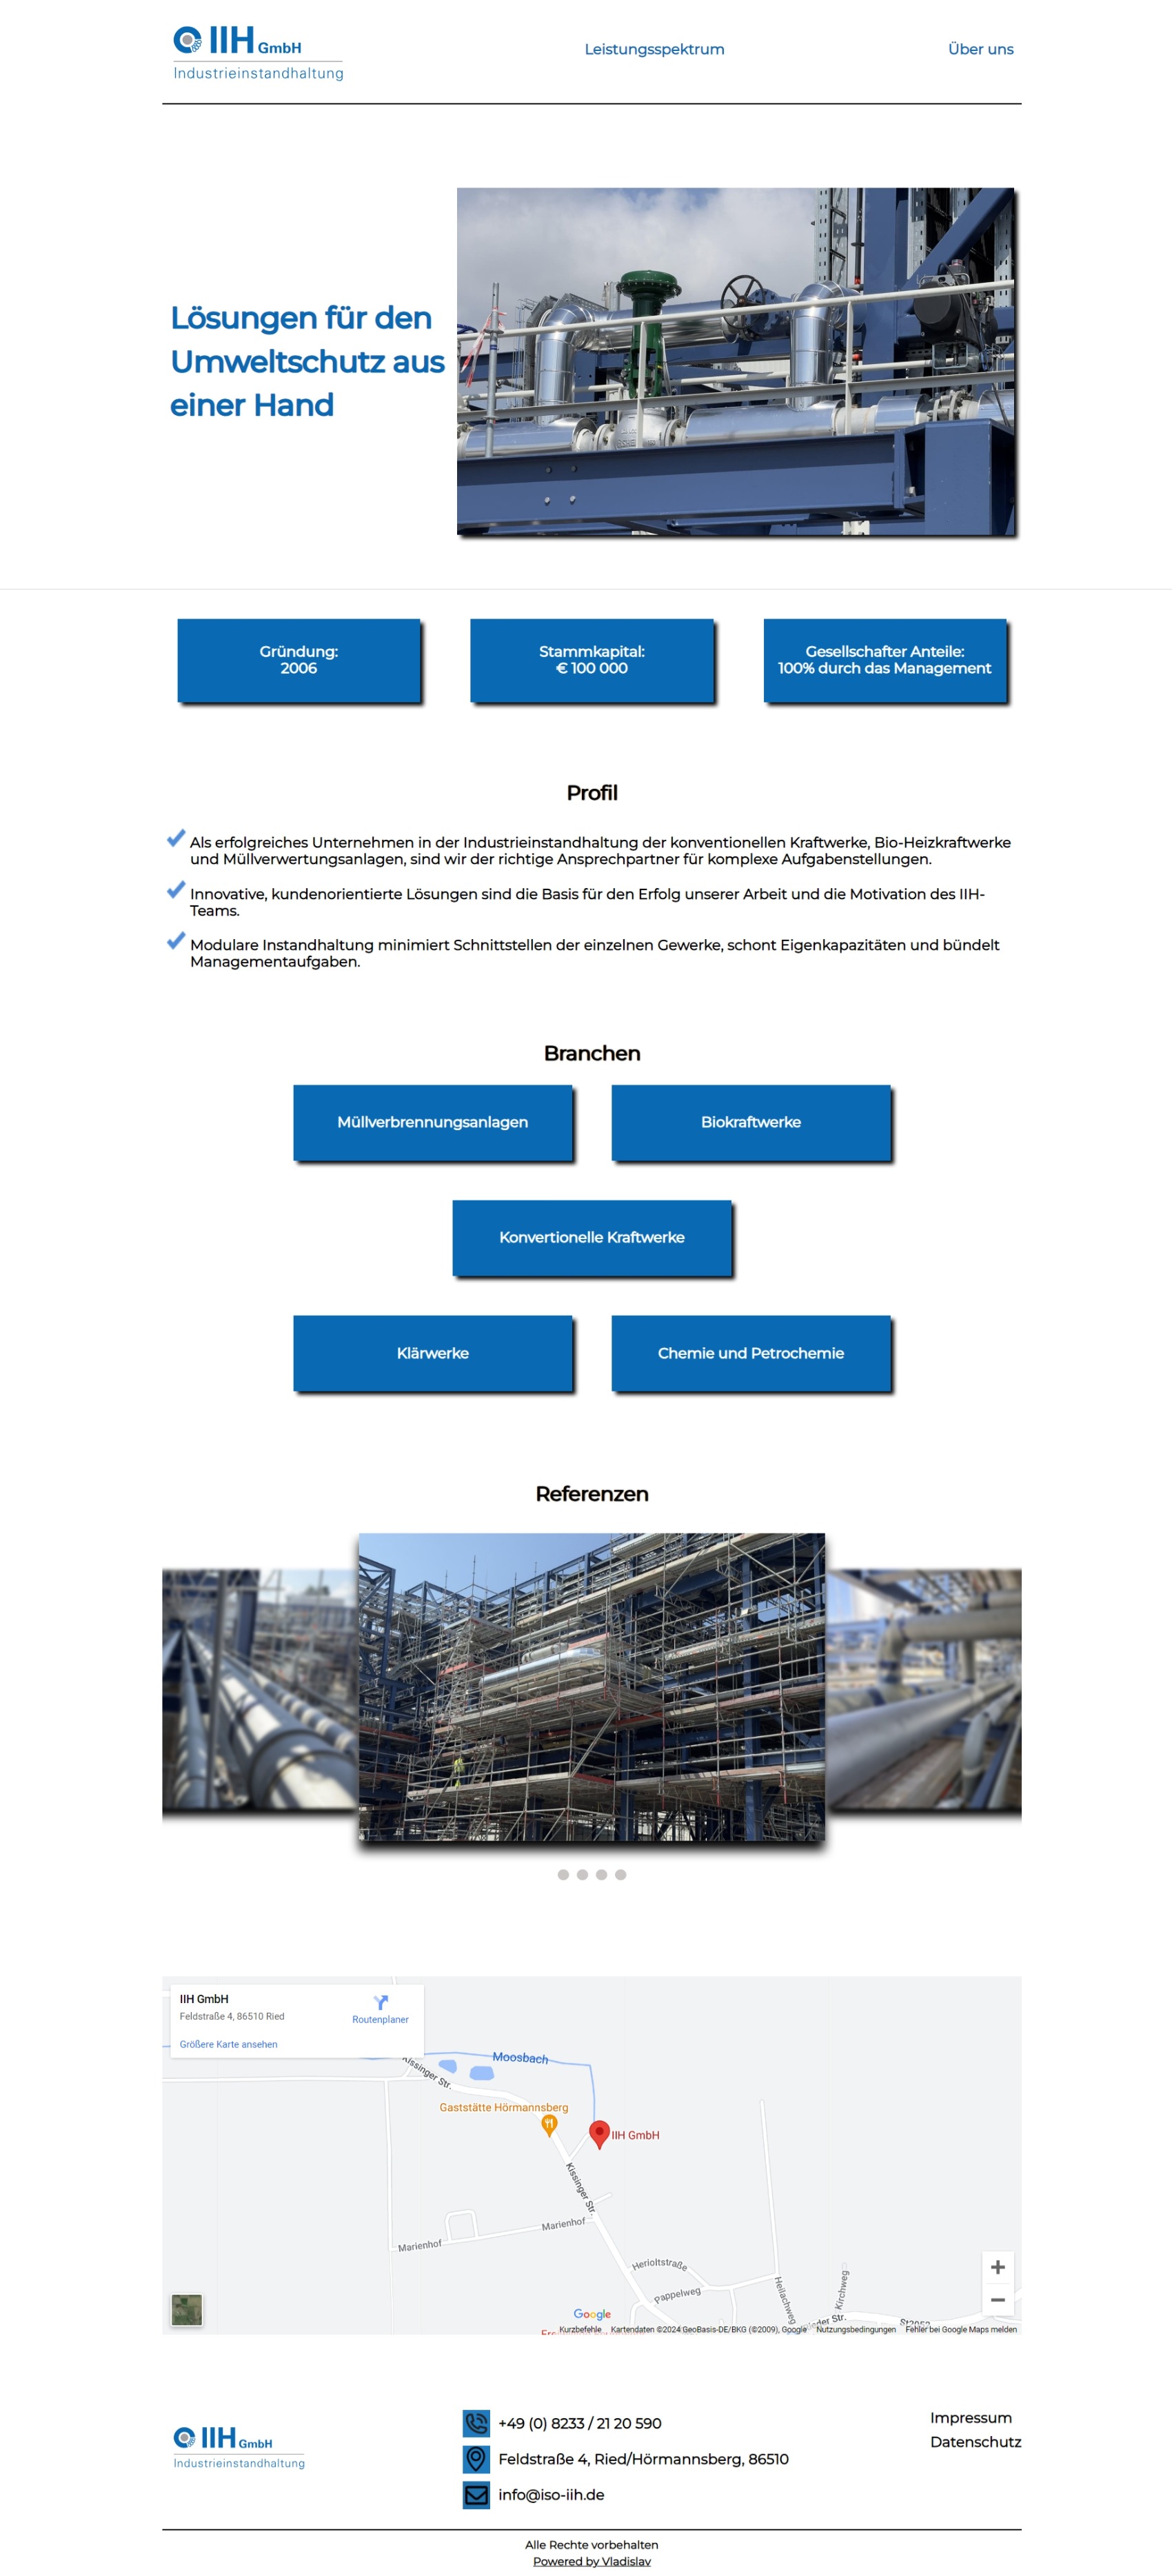 IIH GmbH
Industrieinstandhaltung
Leistungsspektrum
Über uns
Lösungen für den
Umweltschutz aus
einer Hand
Gründung:
2006
Stammkapital:
€ 100 000
Gesellschafter Anteile:
100% durch das Management
Profil
Als erfolgreiches Unternehmen in der Industrieinstandhaltung der konventionellen Kraftwerke, Bio-Heizkraftwerke
und Müllverwertungsanlagen, sind wir der richtige Ansprechpartner für komplexe Aufgabenstellungen.
Innovative, kundenorientierte Lösungen sind die Basis für den Erfolg unserer Arbeit und die Motivation des IIH-
Teams.
Modulare Instandhaltung minimiert Schnittstellen der einzelnen Gewerke, schont Eigenkapazitäten und bündelt
Managementaufgaben.
Branchen
Müllverbrennungsanlagen
Biokraftwerke
Konvertionelle Kraftwerke
Klärwerke
Chemie und Petrochemie
Referenzen
IIH GmbH
Feldstraße 4, 86510 Ried
Routenplaner
Größere Karte ansehen
Kissinger Str.
Moosbach
Gaststätte Hörmannsberg
IIH GmbH
Kissinger Str.
Marienhof
Marienhof
Herioltstraße
Pappelweg
Heilachweg
Kirchweg
Google
Kurzbefehle
Kartendaten ©2024 GeoBasis-DE/BKG (©2009), Google
Nutzungsbedingungen
Fehler bei Google Maps melden
+49 (0) 8233 / 21 20 590
Feldstraße 4, Ried/Hörmannsberg, 86510
info@iso-iih.de
IIH GmbH
Industrieinstandhaltung
Impressum
Datenschutz
Alle Rechte vorbehalten
Powered by Vladislav